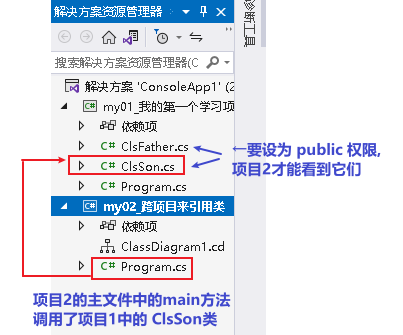 解决方案资源管理器
诊断工具
搜索解决方案资源管理器(C
解决方案 'ConsoleApp1' (2
C# my01_我的第一个学习项
依赖项
C# ClsFather.cs
←要设为 public 权限,
C# ClsSon.cs
项目2才能看到它们
C# Program.cs
C# my02_跨项目来引用类
依赖项
ClassDiagram1.cd
C# Program.cs
项目2的主文件中的main方法
调用了项目1中的 ClsSon类